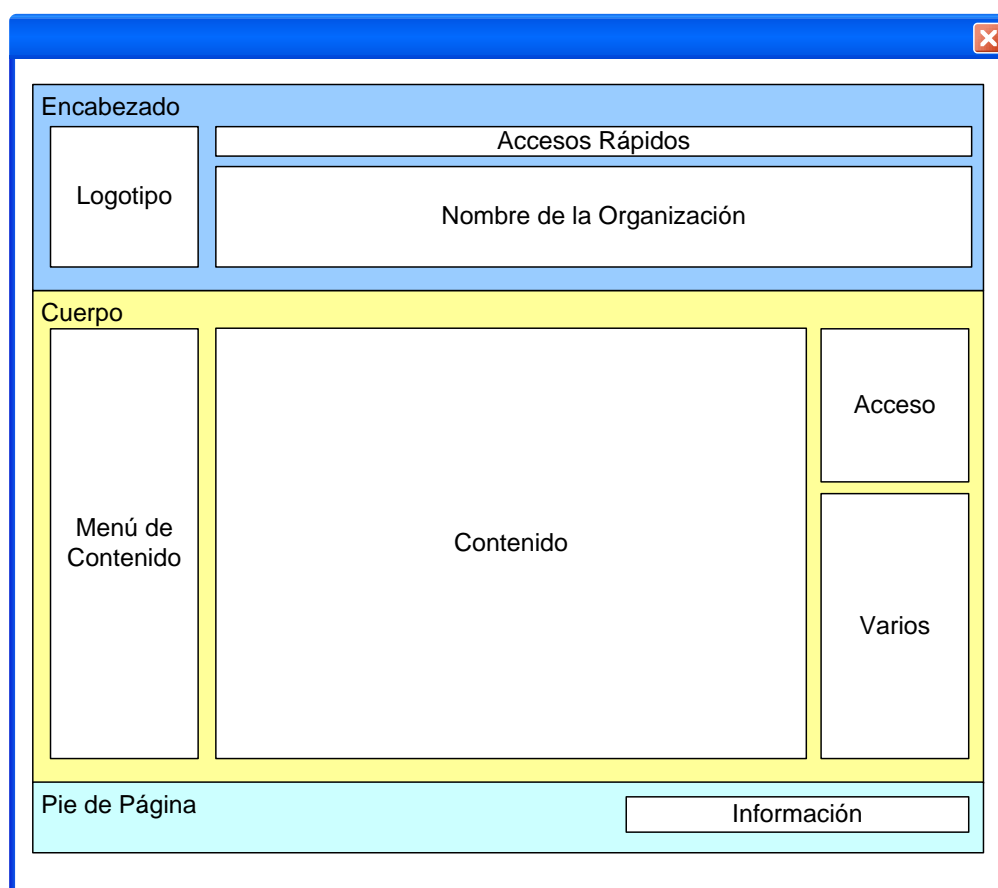 Encabezado
Accesos Rápidos
Logotipo
Nombre de la Organización
Cuerpo
Menú de
Contenido
Contenido
Acceso
Varios
Pie de Página
Información